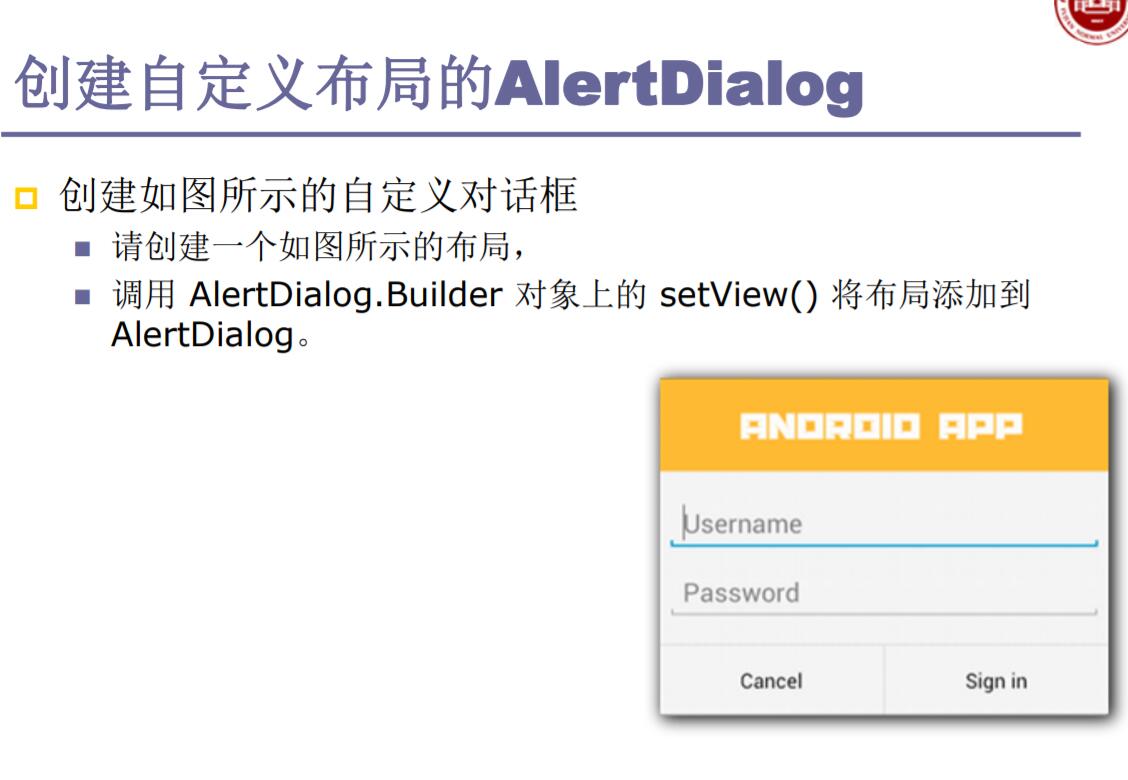 创建自定义布局的AlertDialog
创建如图所示的自定义对话框
请创建一个如图所示的布局，
调用 AlertDialog.Builder 对象上的 setView() 将布局添加到
AlertDialog。
ANDROID APP
Username
Password
Cancel
Sign in